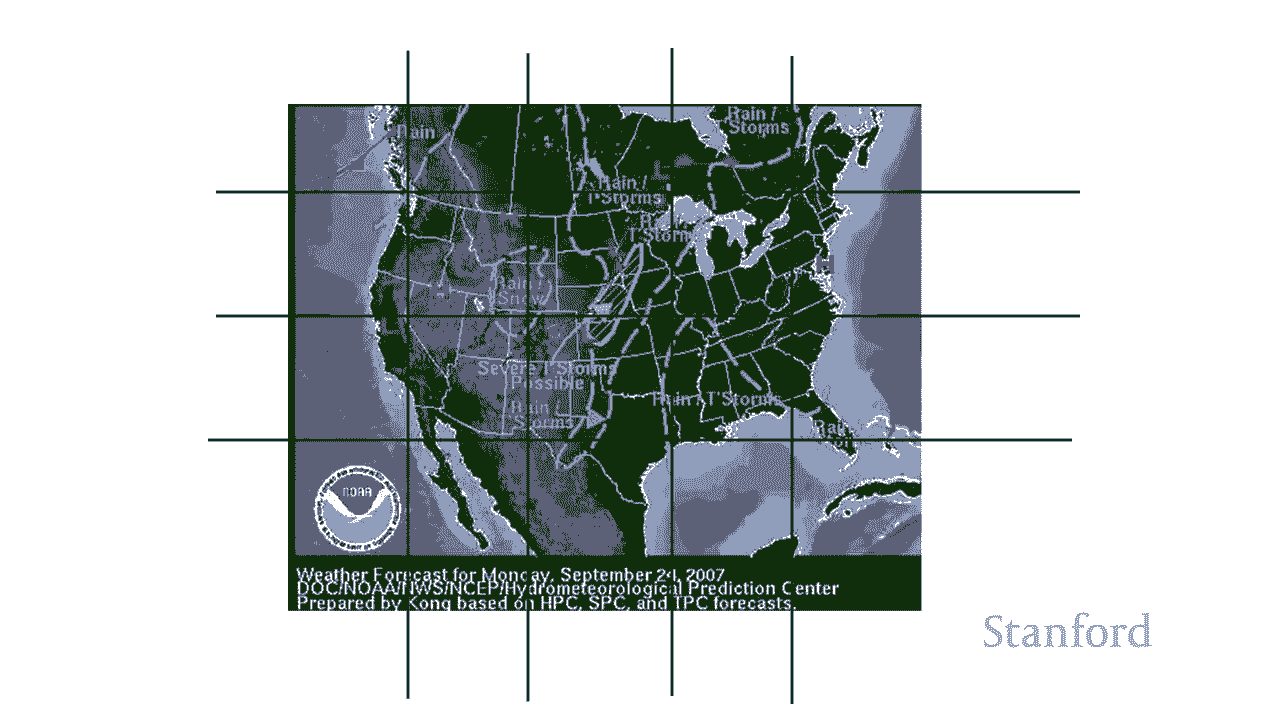 Rain
Rain /
Storms
Rain /
T'Storms
T'Storms
Rain /
Snow
Severe T'Storms
Possible
Rain /
Storms
Rain / T'Storms
Rain
NOAA
Weather Forecast for Monday, September 24, 2007
DOC/NOAA/NWS/NCEP/Hydrometeorological Prediction Center
Prepared by Kong based on HPC, SPC, and TPC forecasts.
Stanford